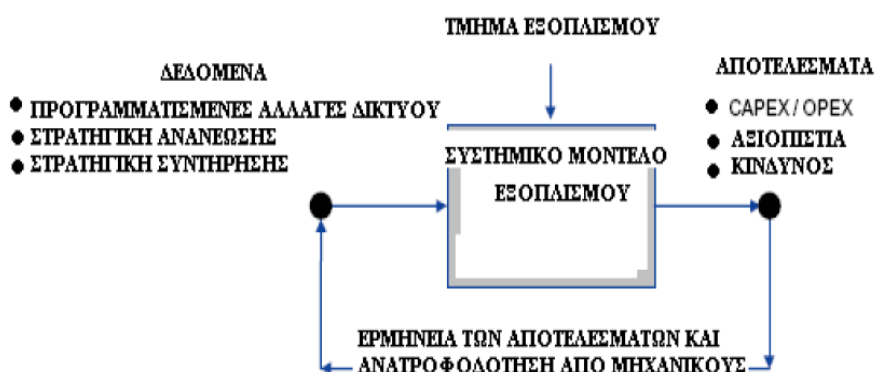 ΤΜΗΜΑ ΕΞΟΠΛΙΣΜΟΥ
ΔΕΔΟΜΕΝΑ
ΠΡΟΓΡΑΜΜΑΤΙΣΜΕΝΕΣ ΑΛΛΑΓΕΣ ΔΙΚΤΥΟΥ
ΣΤΡΑΤΗΓΙΚΗ ΑΝΑΝΕΩΣΗΣ
ΣΤΡΑΤΗΓΙΚΗ ΣΥΝΤΗΡΗΣΗΣ
ΣΥΣΤΗΜΙΚΟ ΜΟΝΤΕΛΟ
ΕΞΟΠΛΙΣΜΟΥ
ΑΠΟΤΕΛΕΣΜΑΤΑ
CAPEX / OPEX
ΑΞΙΟΠΙΣΤΙΑ
ΚΙΝΔΥΝΟΣ
ΕΡΜΗΝΕΙΑ ΤΩΝ ΑΠΟΤΕΛΕΣΜΑΤΩΝ ΚΑΙ
ΑΝΑΤΡΟΦΟΔΟΤΗΣΗ ΑΠΟ ΜΗΧΑΝΙΚΟΥΣ